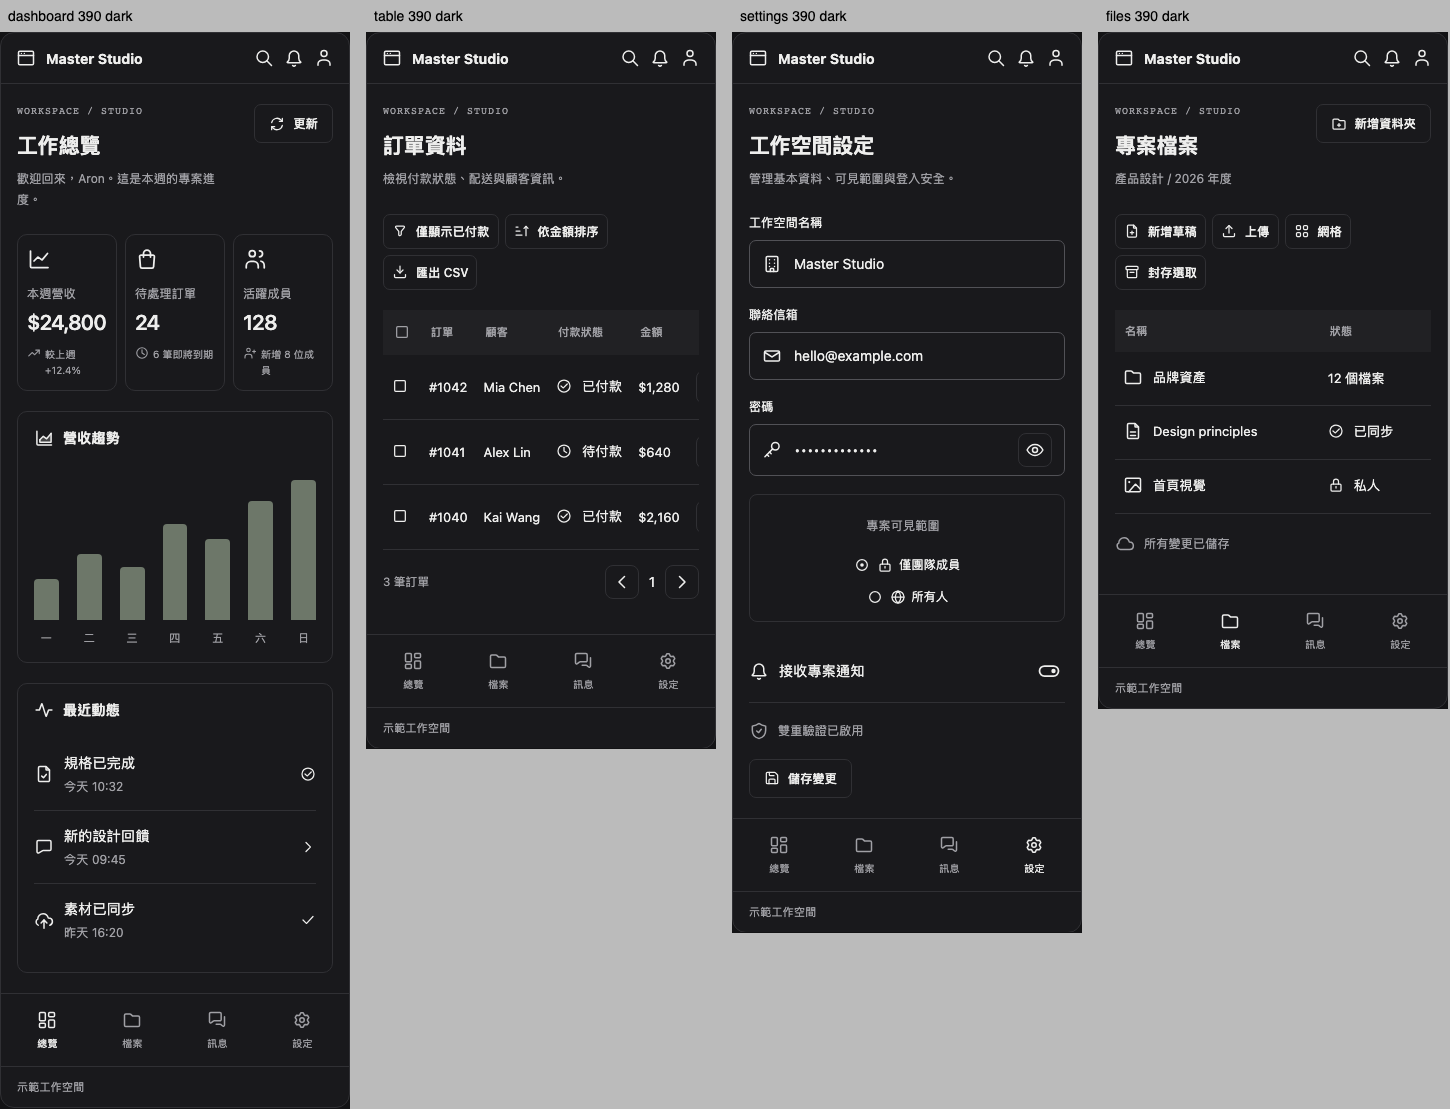 dashboard 390 dark
Master Studio
WORKSPACE / STUDIO
更新
工作總覽
歡迎回來，Aron。這是本週的專案進
度。
本週營收
$24,800
較上週
+12.4%
待處理訂單
24
6 筆即將到期
活躍成員
128
新增 8 位成
員
營收趨勢
一 二 三 四 五 六 日
最近動態
規格已完成
今天 10:32
新的設計回饋
今天 09:45
素材已同步
昨天 16:20
總覽 檔案 訊息 設定
示範工作空間
table 390 dark
Master Studio
WORKSPACE / STUDIO
訂單資料
檢視付款狀態、配送與顧客資訊。
僅顯示已付款 依金額排序
匯出 CSV
訂單 顧客 付款狀態 金額
#1042 Mia Chen 已付款 $1,280
#1041 Alex Lin 待付款 $640
#1040 Kai Wang 已付款 $2,160
3 筆訂單 1
總覽 檔案 訊息 設定
示範工作空間
settings 390 dark
Master Studio
WORKSPACE / STUDIO
工作空間設定
管理基本資料、可見範圍與登入安全。
工作空間名稱
Master Studio
聯絡信箱
hello@example.com
密碼
•••••••••••••
專案可見範圍
僅團隊成員
所有人
接收專案通知
雙重驗證已啟用
儲存變更
總覽 檔案 訊息 設定
示範工作空間
files 390 dark
Master Studio
WORKSPACE / STUDIO
新增資料夾
專案檔案
產品設計 / 2026 年度
新增草稿 上傳 網格
封存選取
名稱 狀態
品牌資產 12 個檔案
Design principles 已同步
首頁視覺 私人
所有變更已儲存
總覽 檔案 訊息 設定
示範工作空間